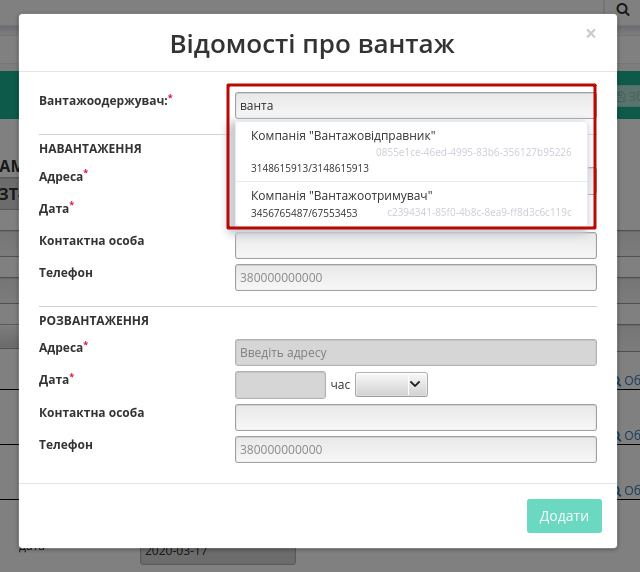 Відомості про вантаж
×
Вантажоодержувач:*
ванта
Компанія "Вантажовідправник"
0855e1ce-46ed-4995-83b6-356127b95226
3148615913/3148615913
Компанія "Вантажоотримувач"
3456765487/67553453 c2394341-85f0-4b8c-8ea9-ff8d3c6c119c
НАВАНТАЖЕННЯ
Адреса*
Дата*
Контактна особа
Телефон 380000000000
РОЗВАНТАЖЕННЯ
Адреса* Введіть адресу
Дата* час
Контактна особа
Телефон 380000000000
Додати
дата 2020-03-17